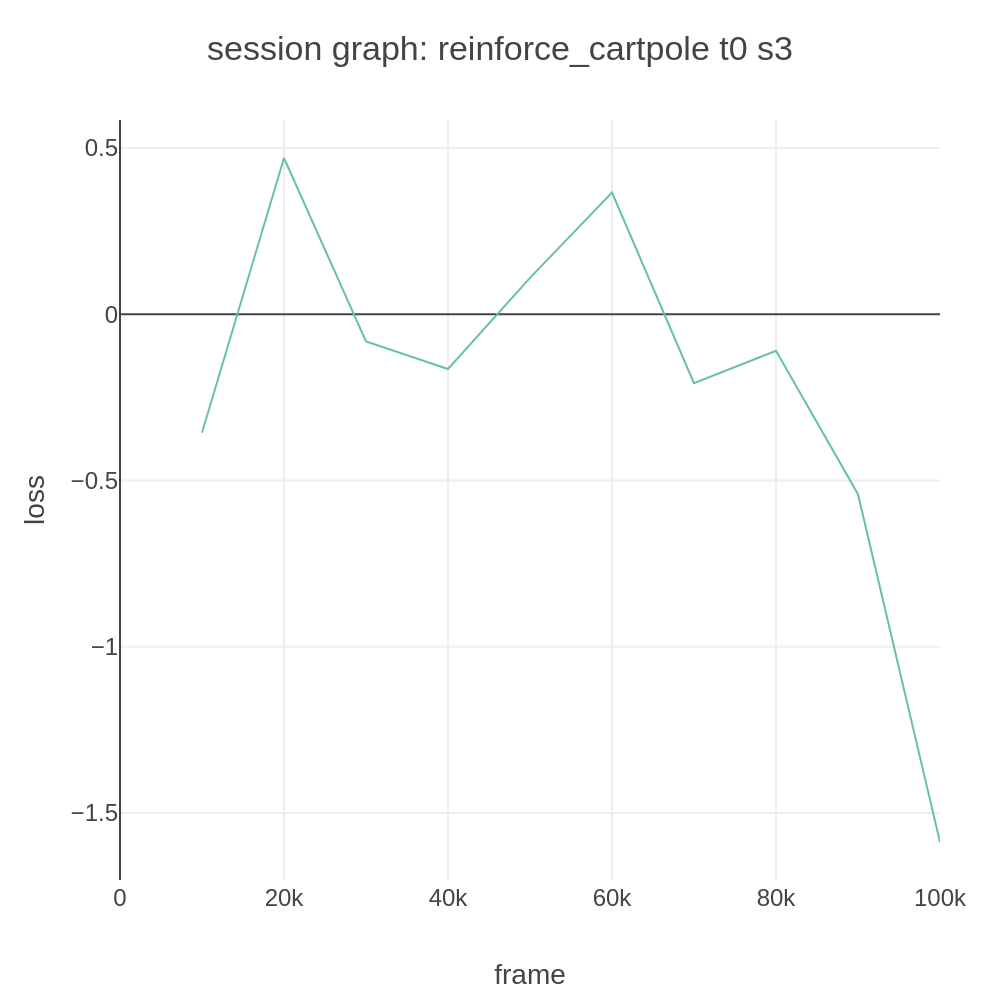 session graph: reinforce_cartpole t0 s3
0.5
0
−0.5
−1
−1.5
loss
0
20k
40k
60k
80k
100k
frame